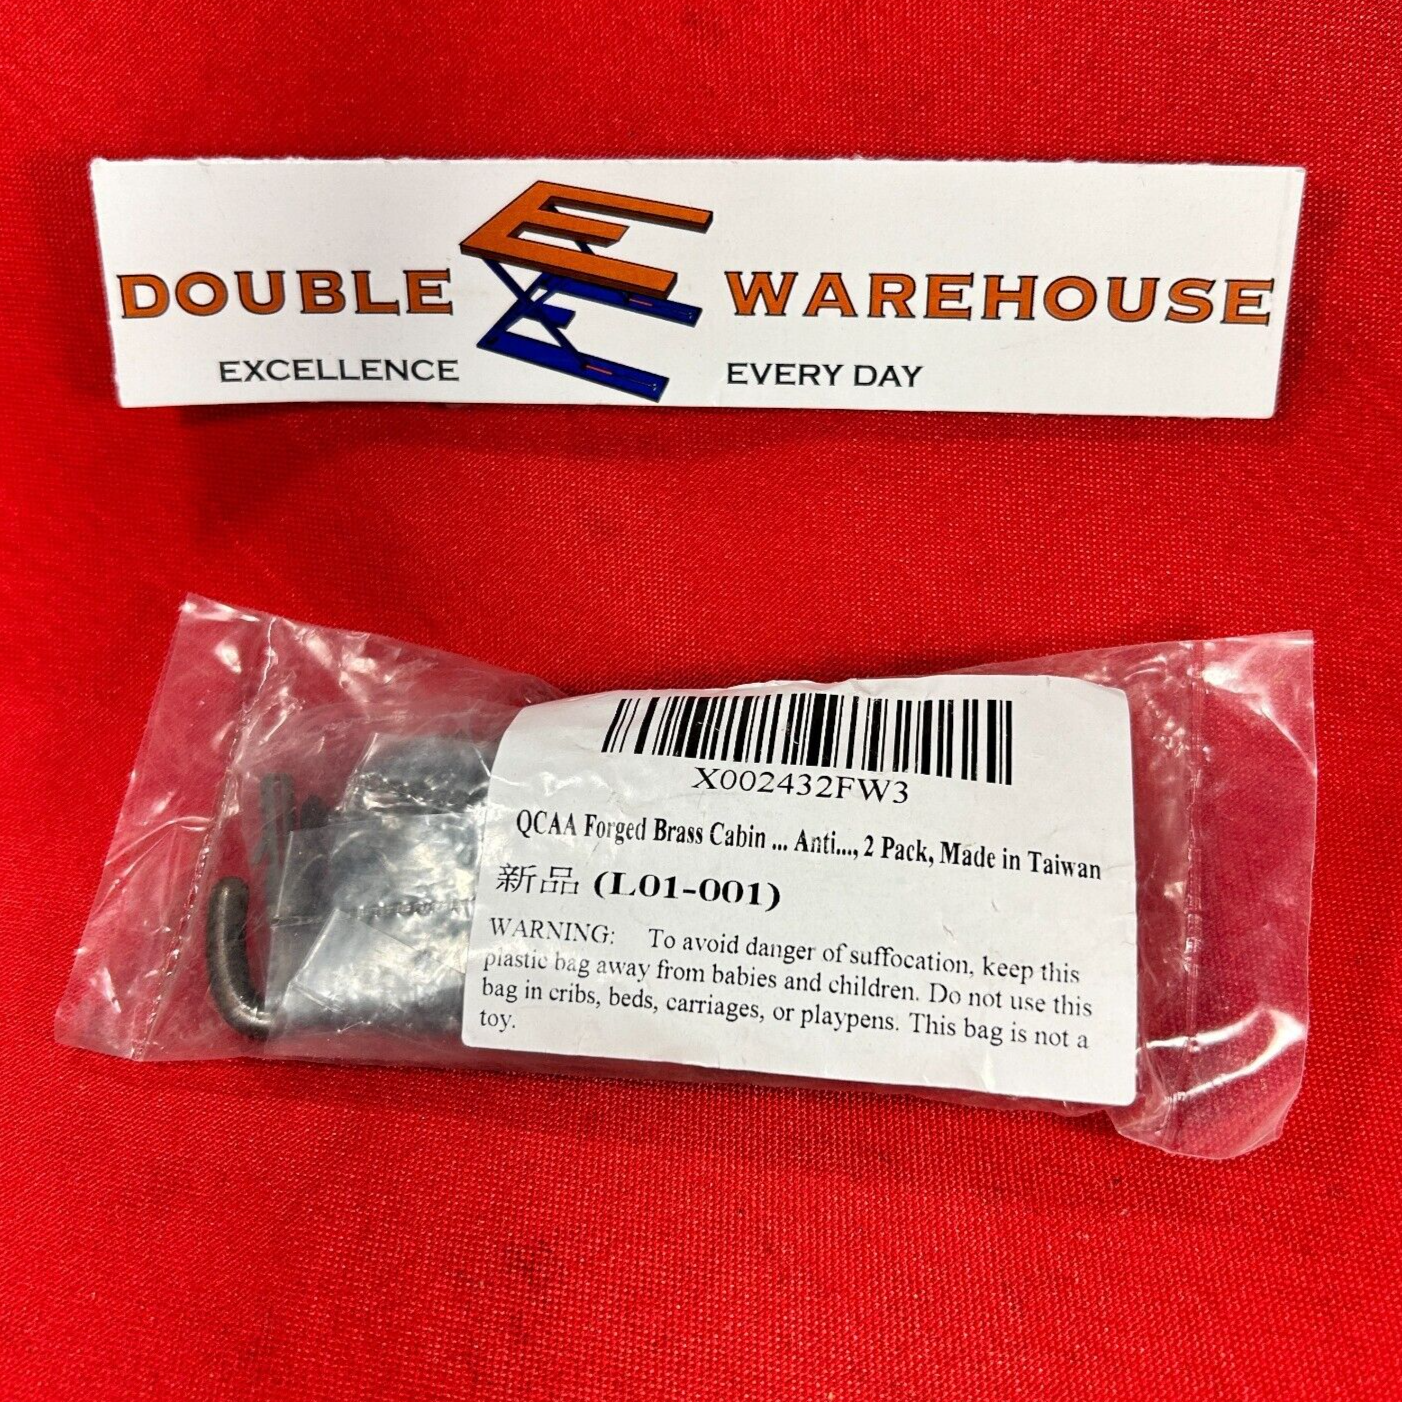 DOUBLE E WAREHOUSE
EXCELLENCE EVERY DAY
X002432FW3
QCAA Forged Brass Cabin ... Anti..., 2 Pack, Made in Taiwan
新品 (L01-001)
WARNING: To avoid danger of suffocation, keep this
plastic bag away from babies and children. Do not use this
bag in cribs, beds, carriages, or playpens. This bag is not a
toy.